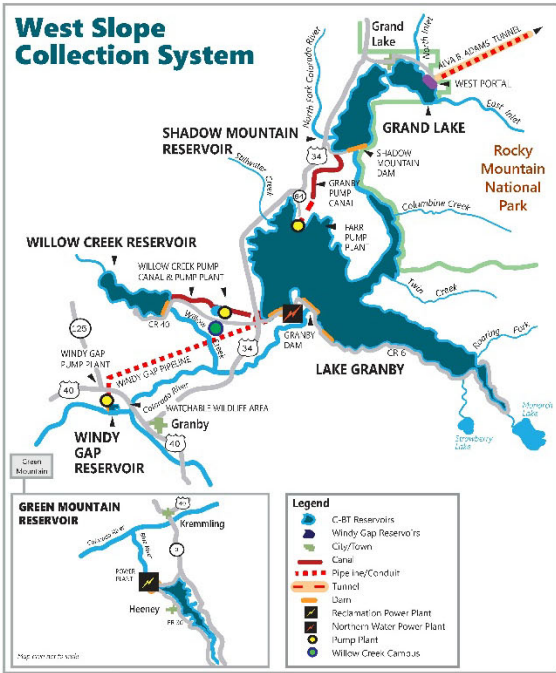 West Slope
Collection System
Grand
Lake
North Inlet
ALVA B ADAMS TUNNEL
WEST PORTAL
East Inlet
GRAND LAKE
North Fork Colorado River
SHADOW MOUNTAIN
RESERVOIR
34
SHADOW
MOUNTAIN
DAM
Rocky
Mountain
National
Park
Stillwater
Creek
GRANBY
PUMP
CANAL
Columbine Creek
FARR
PUMP
PLANT
WILLOW CREEK RESERVOIR
WILLOW CREEK PUMP
CANAL & PUMP PLANT
Twin
Creek
CR 40
Willow
Creek
GRANBY
DAM
Roaring Fork
CR 6
LAKE GRANBY
125
WINDY GAP
PUMP PLANT
WINDY GAP PIPELINE
34
40
Colorado River
WATCHABLE WILDLIFE AREA
Granby
40
WINDY
GAP
RESERVOIR
Monarch
Lake
Strawberry
Lake
Green
Mountain
GREEN MOUNTAIN
RESERVOIR
40
Kremmling
Colorado River
Blue River
9
POWER
PLANT
Heeney
Map is not to scale
Legend
C-BT Reservoirs
Windy Gap Reservoirs
City/Town
Canal
Pipeline/Conduit
Tunnel
Dam
Reclamation Power Plant
Northern Water Power Plant
Pump Plant
Willow Creek Campus